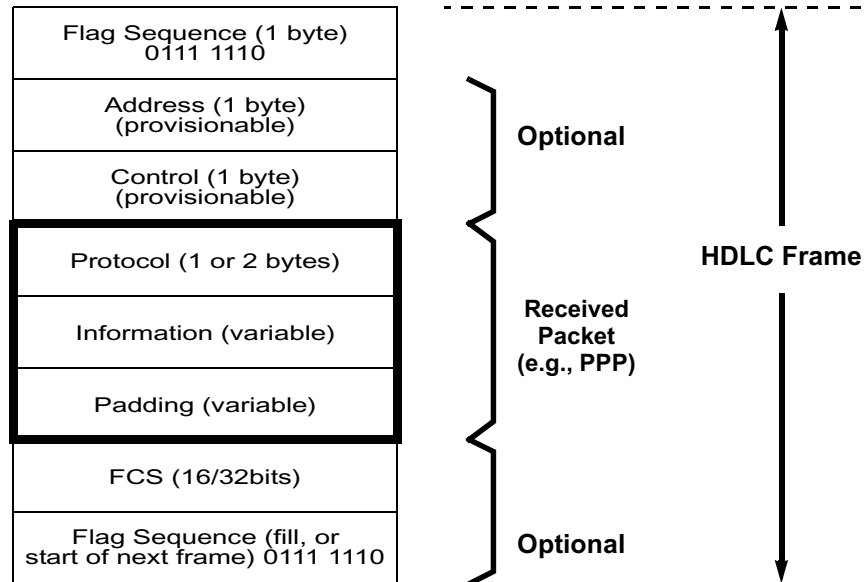 Flag Sequence (1 byte)
0111 1110
Address (1 byte)
(provisionable)
Control (1 byte)
(provisionable)
Protocol (1 or 2 bytes)
Information (variable)
Padding (variable)
FCS (16/32bits)
Flag Sequence (fill, or
start of next frame) 0111 1110
Optional
Received
Packet
(e.g., PPP)
Optional
HDLC Frame